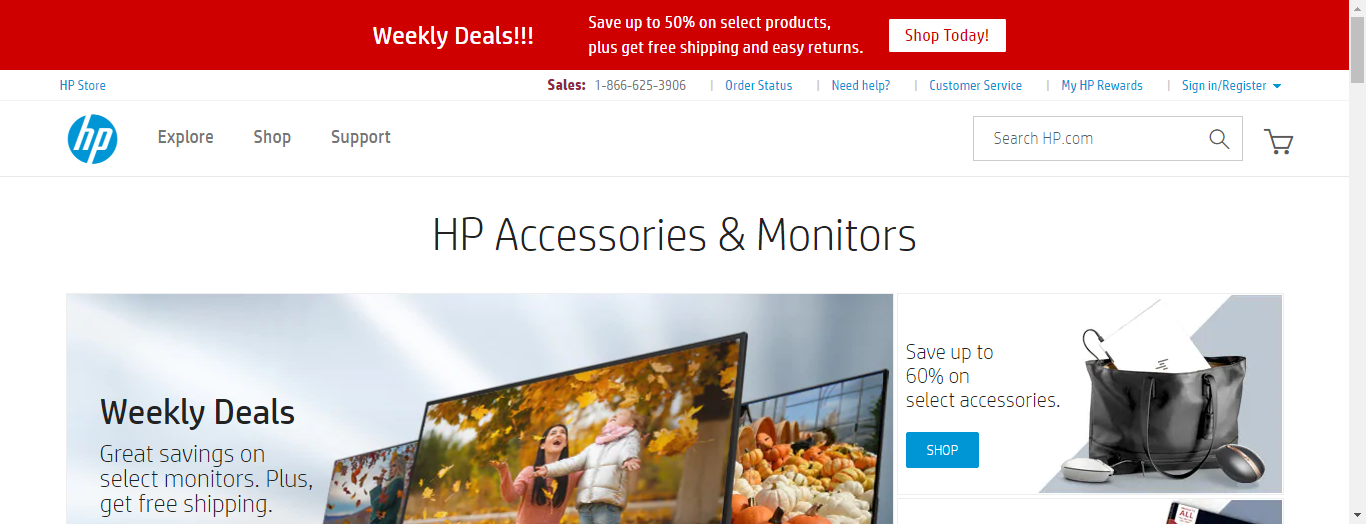 Weekly Deals!!!
Save up to 50% on select products,
plus get free shipping and easy returns.
Shop Today!
HP Store
Sales: 1-866-625-3906
Order Status
Need help?
Customer Service
My HP Rewards
Sign in/Register
hp
Explore
Shop
Support
Search HP.com
HP Accessories & Monitors
Weekly Deals
Great savings on
select monitors. Plus,
get free shipping.
Save up to
60% on
select accessories.
SHOP
ALL